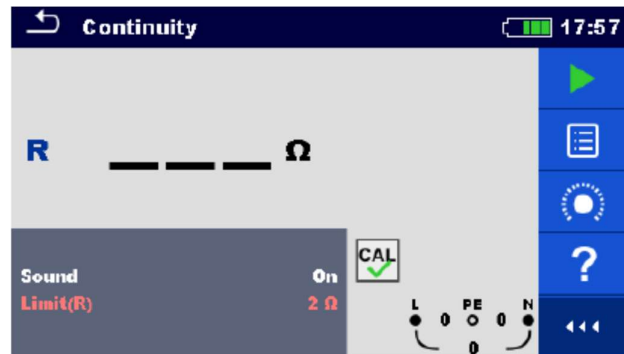 Continuity 17:57
R ___ Ω
Sound On
Limit(R) 2 Ω
CAL
L PE N
0 0
0
?